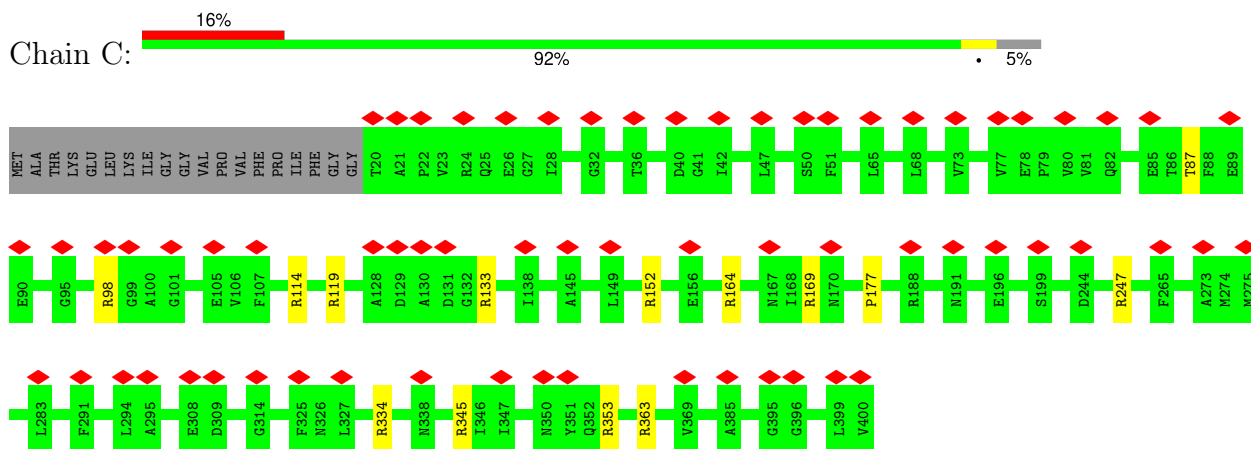 16%
Chain C:
92% • 5%
MET ALA THR LYS GLU LEU LYS ILE GLY GLY VAL PRO VAL PHE PRO ILE PHE GLY GLY T20 A21 P22 V23 R24 Q25 E26 G27 I28 G32 T36 D40 G41 I42 L47 S50 F51 L65 L68 V73 V77 E78 P79 V80 V81 Q82 E85 T86 T87 F88 E89
E90 G95 R98 G99 A100 G101 E105 V106 F107 R114 R119 A128 D129 A130 D131 G132 R133 I138 A145 L149 R152 E156 R164 N167 I168 R169 N170 P177 R188 N191 E196 S199 D244 R247 F265 A273 M274 M275
L283 F291 L294 A295 E308 D309 G314 F325 N326 L327 R334 N338 R345 I346 I347 N350 Y351 Q352 R353 R363 V369 A385 G395 G396 L399 V400